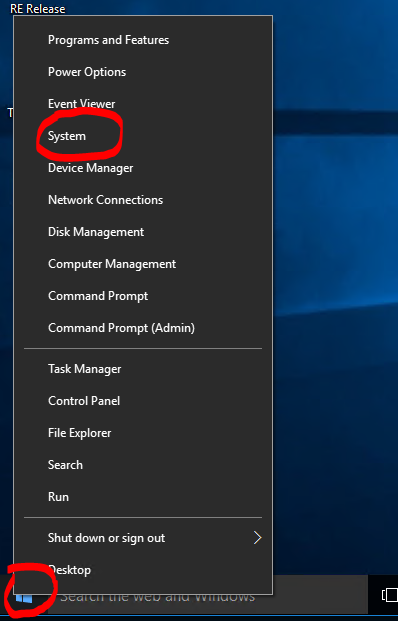 RE Release
T
Programs and Features
Power Options
Event Viewer
System
Device Manager
Network Connections
Disk Management
Computer Management
Command Prompt
Command Prompt (Admin)
Task Manager
Control Panel
File Explorer
Search
Run
Shut down or sign out
Desktop
Search the web and Windows